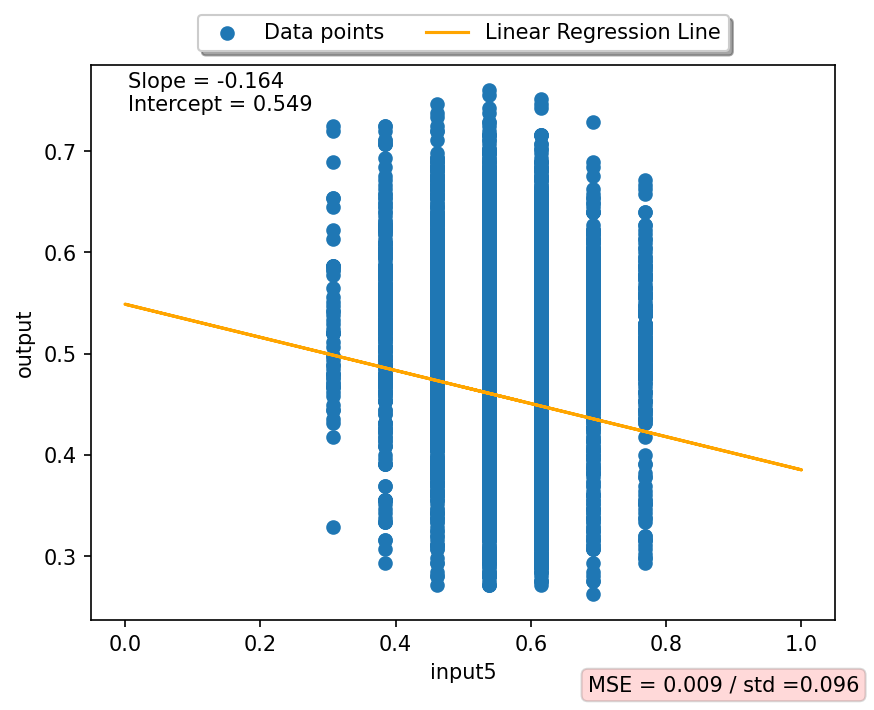 Data points
Linear Regression Line
Slope = -0.164
Intercept = 0.549
output
0.7
0.6
0.5
0.4
0.3
0.0 0.2 0.4 0.6 0.8 1.0
input5
MSE = 0.009 / std =0.096